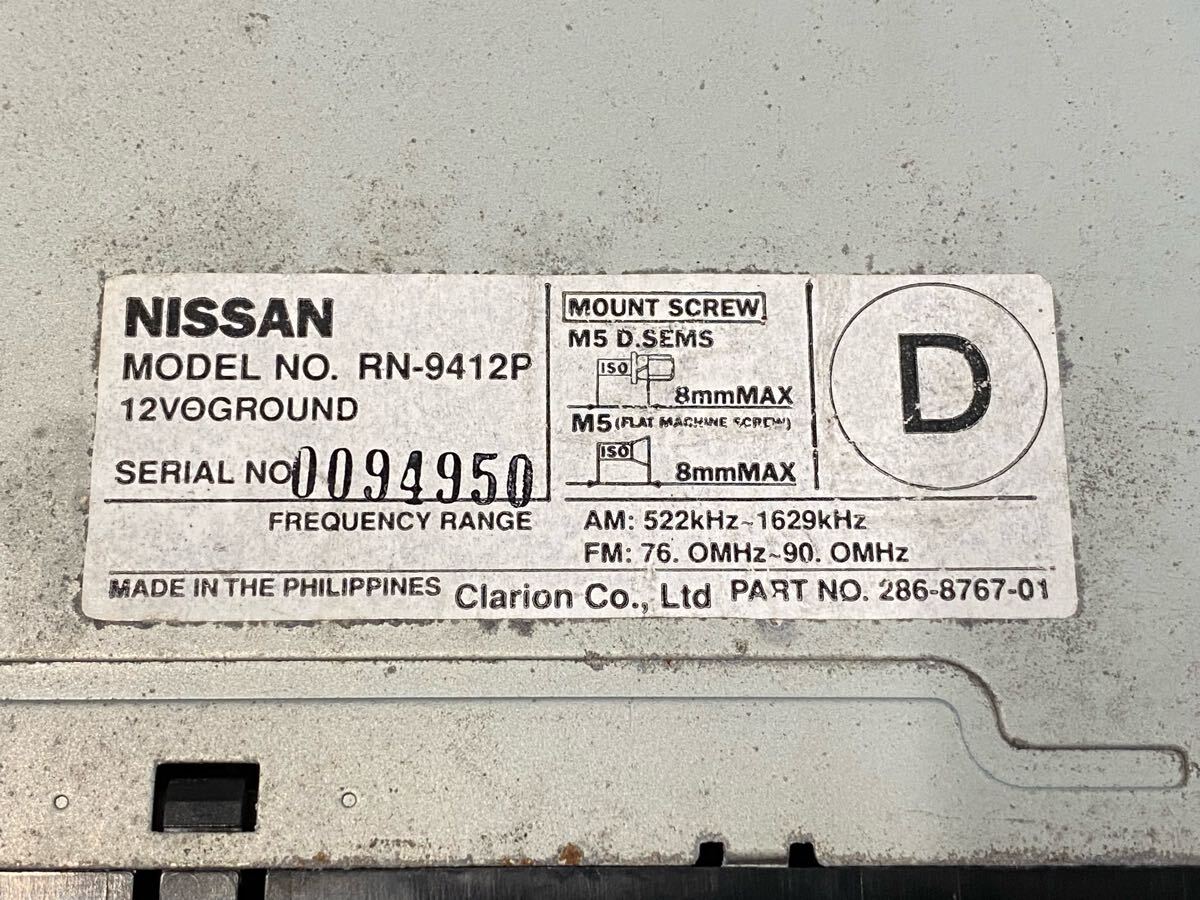 NISSAN
MODEL NO. RN-9412P
12V⊖GROUND
SERIAL NO 0094950
MOUNT SCREW
M5 D.SEMS
ISO
8mmMAX
M5 (FLAT MACHINE SCREW)
ISO
8mmMAX
D
FREQUENCY RANGE
AM: 522kHz~1629kHz
FM: 76. 0MHz~90. 0MHz
MADE IN THE PHILIPPINES Clarion Co., Ltd PART NO. 286-8767-01